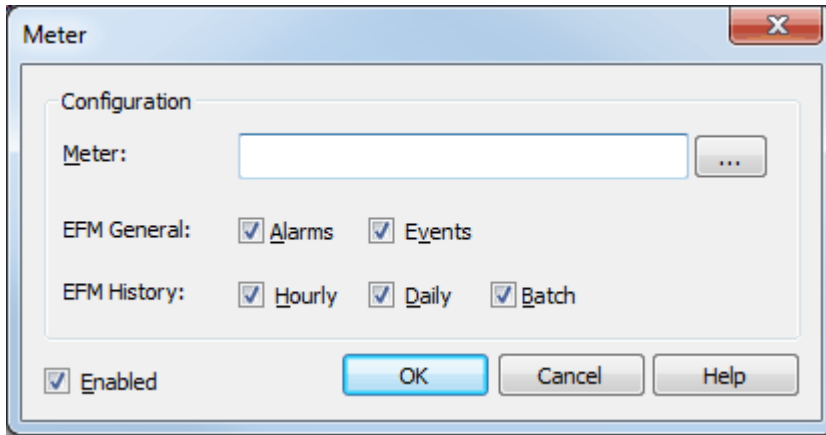 Meter
Configuration
Meter: ...
EFM General: Alarms Events
EFM History: Hourly Daily Batch
Enabled OK Cancel Help